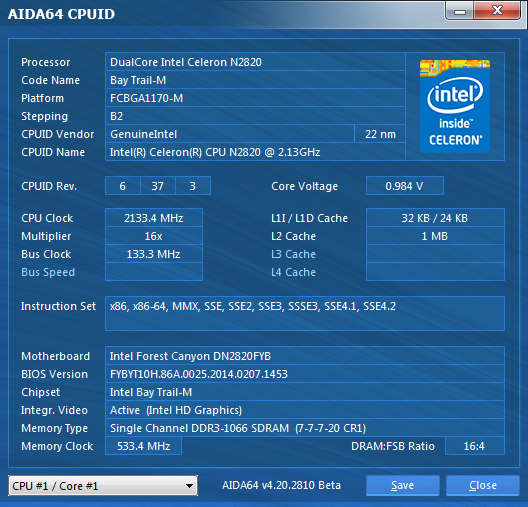 AIDA64 CPUID
Processor DualCore Intel Celeron N2820
Code Name Bay Trail-M
Platform FCBGA1170-M
Stepping B2
CPUID Vendor GenuineIntel 22 nm
CPUID Name Intel(R) Celeron(R) CPU N2820 @ 2.13GHz
intel inside™ CELERON®
CPUID Rev. 6 37 3 Core Voltage 0.984 V
CPU Clock 2133.4 MHz L1I / L1D Cache 32 KB / 24 KB
Multiplier 16x L2 Cache 1 MB
Bus Clock 133.3 MHz L3 Cache
Bus Speed L4 Cache
Instruction Set x86, x86-64, MMX, SSE, SSE2, SSE3, SSSE3, SSE4.1, SSE4.2
Motherboard Intel Forest Canyon DN2820FYB
BIOS Version FYBYT10H.86A.0025.2014.0207.1453
Chipset Intel Bay Trail-M
Integr. Video Active (Intel HD Graphics)
Memory Type Single Channel DDR3-1066 SDRAM (7-7-7-20 CR1)
Memory Clock 533.4 MHz DRAM:FSB Ratio 16:4
CPU #1 / Core #1 AIDA64 v4.20.2810 Beta Save Close